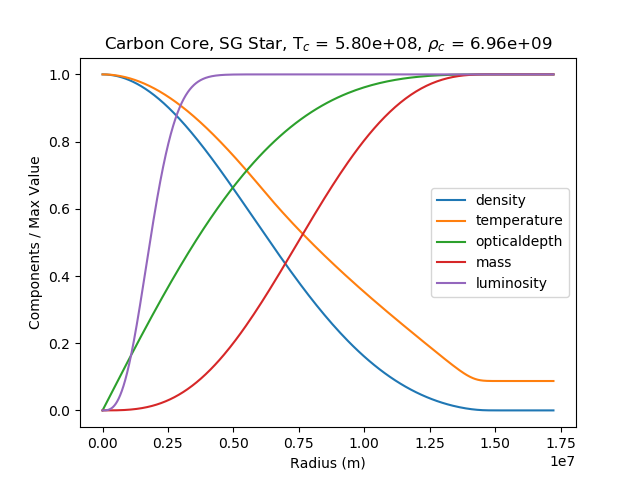 Carbon Core, SG Star, T_c = 5.80e+08, ρ_c = 6.96e+09
Components / Max Value
1.0
0.8
0.6
0.4
0.2
0.0
density
temperature
opticaldepth
mass
luminosity
0.00 0.25 0.50 0.75 1.00 1.25 1.50 1.75
1e7
Radius (m)